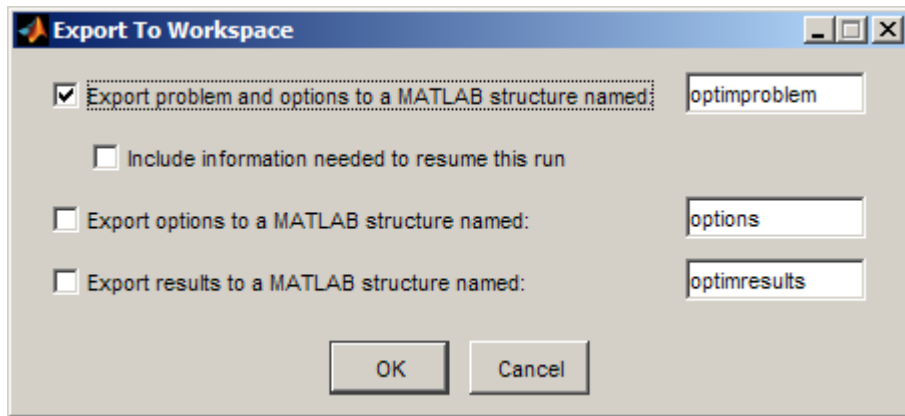 Export To Workspace
Export problem and options to a MATLAB structure named: optimproblem
Include information needed to resume this run
Export options to a MATLAB structure named: options
Export results to a MATLAB structure named: optimresults
OK Cancel